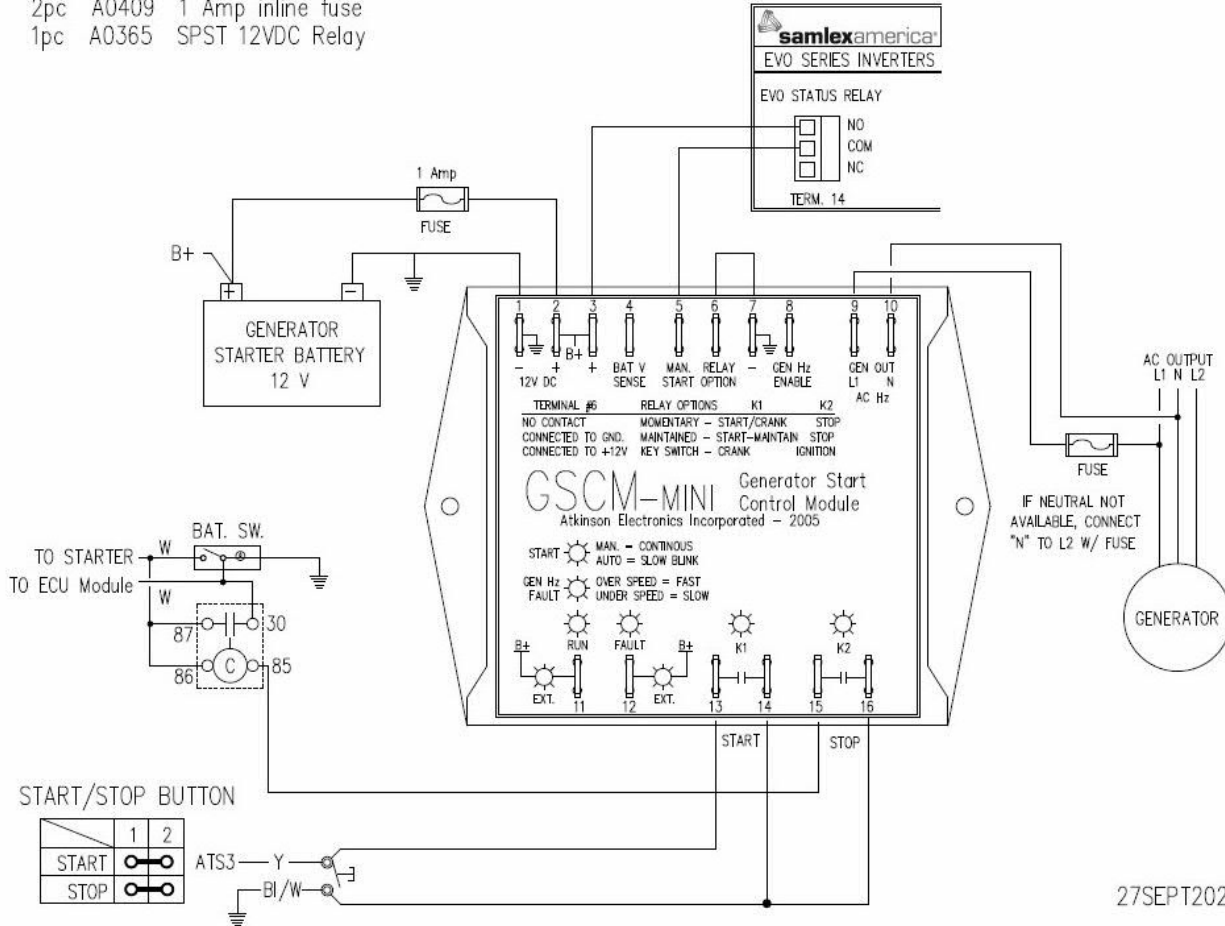 2pc A0409 1 Amp inline fuse
1pc A0365 SPST 12VDC Relay
samlexamerica
EVO SERIES INVERTERS
EVO STATUS RELAY
NO
COM
NC
TERM. 14
1 Amp
FUSE
B+
+ −
GENERATOR
STARTER BATTERY
12 V
1 2 3 4 5 6 7 8 9 10
B+
− + + BAT V MAN. RELAY − GEN Hz GEN OUT
12V DC SENSE START OPTION ENABLE L1 N
AC Hz
TERMINAL #6 RELAY OPTIONS K1 K2
NO CONTACT MOMENTARY – START/CRANK STOP
CONNECTED TO GND. MAINTAINED – START–MAINTAIN STOP
CONNECTED TO +12V KEY SWITCH – CRANK IGNITION
GSCM–MINI Generator Start
Control Module
Atkinson Electronics Incorporated – 2005
START MAN. – CONTINOUS
AUTO = SLOW BLINK
GEN Hz OVER SPEED = FAST
FAULT UNDER SPEED = SLOW
RUN FAULT K1 K2
B+ B+
EXT. EXT.
11 12 13 14 15 16
START STOP
AC OUTPUT
L1 N L2
FUSE
IF NEUTRAL NOT
AVAILABLE, CONNECT
"N" TO L2 W/ FUSE
GENERATOR
BAT. SW.
TO STARTER W
TO ECU Module
W
87 30
86 C 85
START/STOP BUTTON
1 2
START
STOP
ATS3 Y
Bl/W
27SEPT202